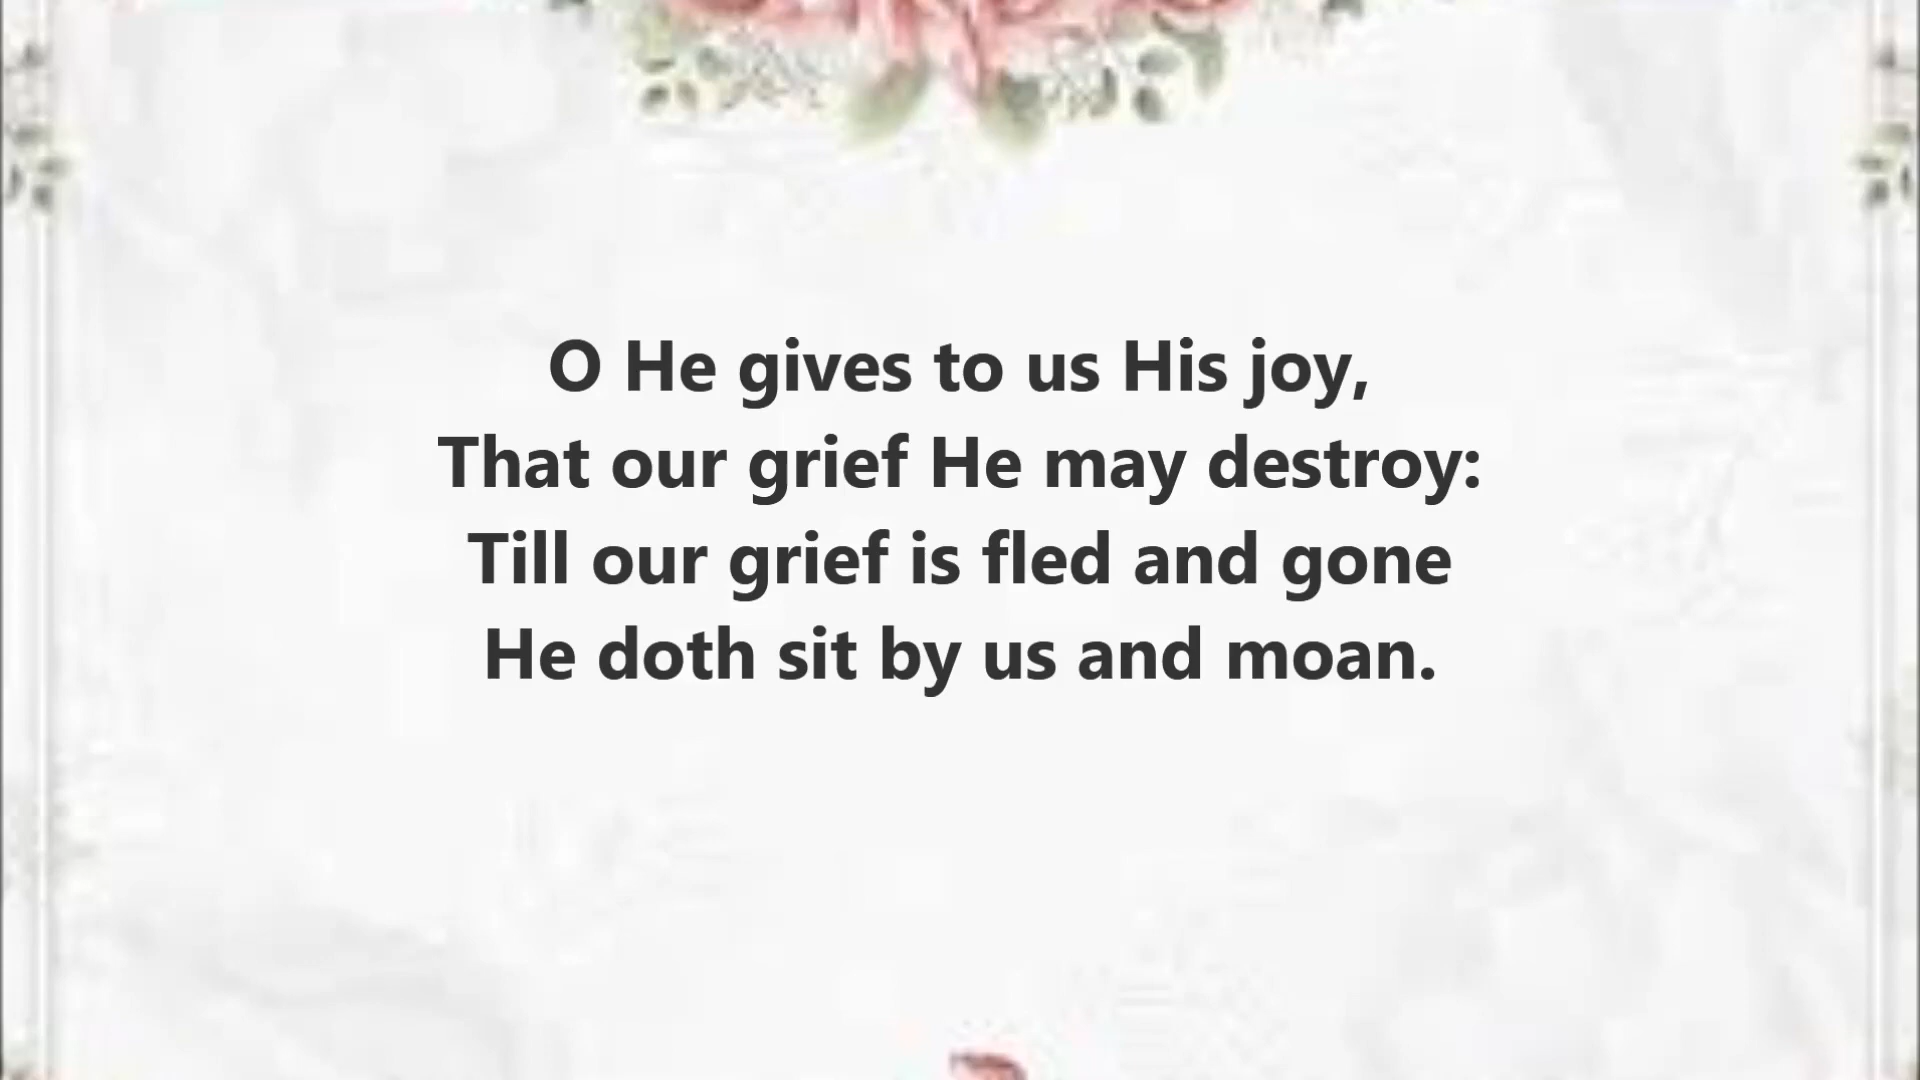 O He gives to us His joy,
That our grief He may destroy:
Till our grief is fled and gone
He doth sit by us and moan.